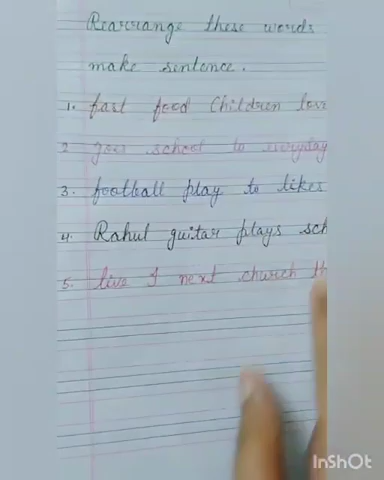 Rearrange these words
make sentence.
1. fast food Children love
2 goes school to everyday
3. football play to likes
4. Rahul guitar plays sch
5. live I next church th
InShOt